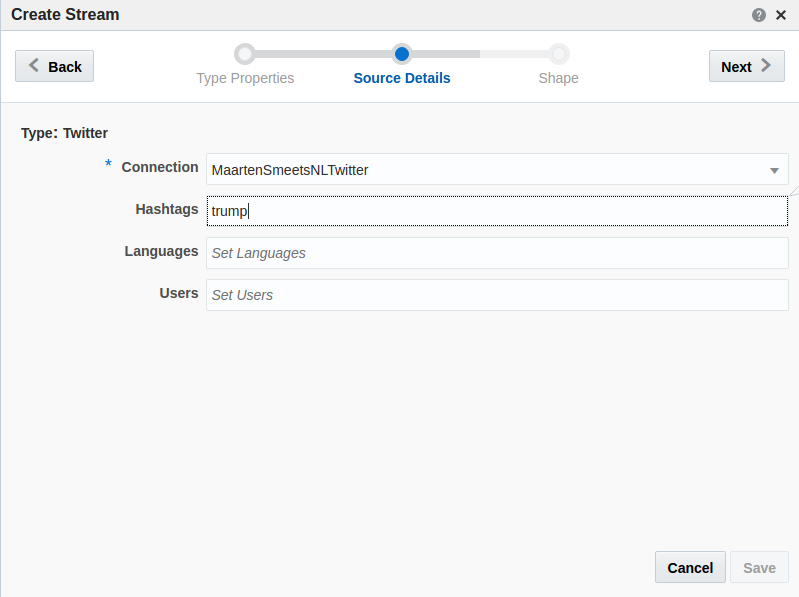 Create Stream
Back
Next
Type Properties
Source Details
Shape
Type: Twitter
* Connection MaartenSmeetsNLTwitter
Hashtags trump
Languages Set Languages
Users Set Users
Cancel Save